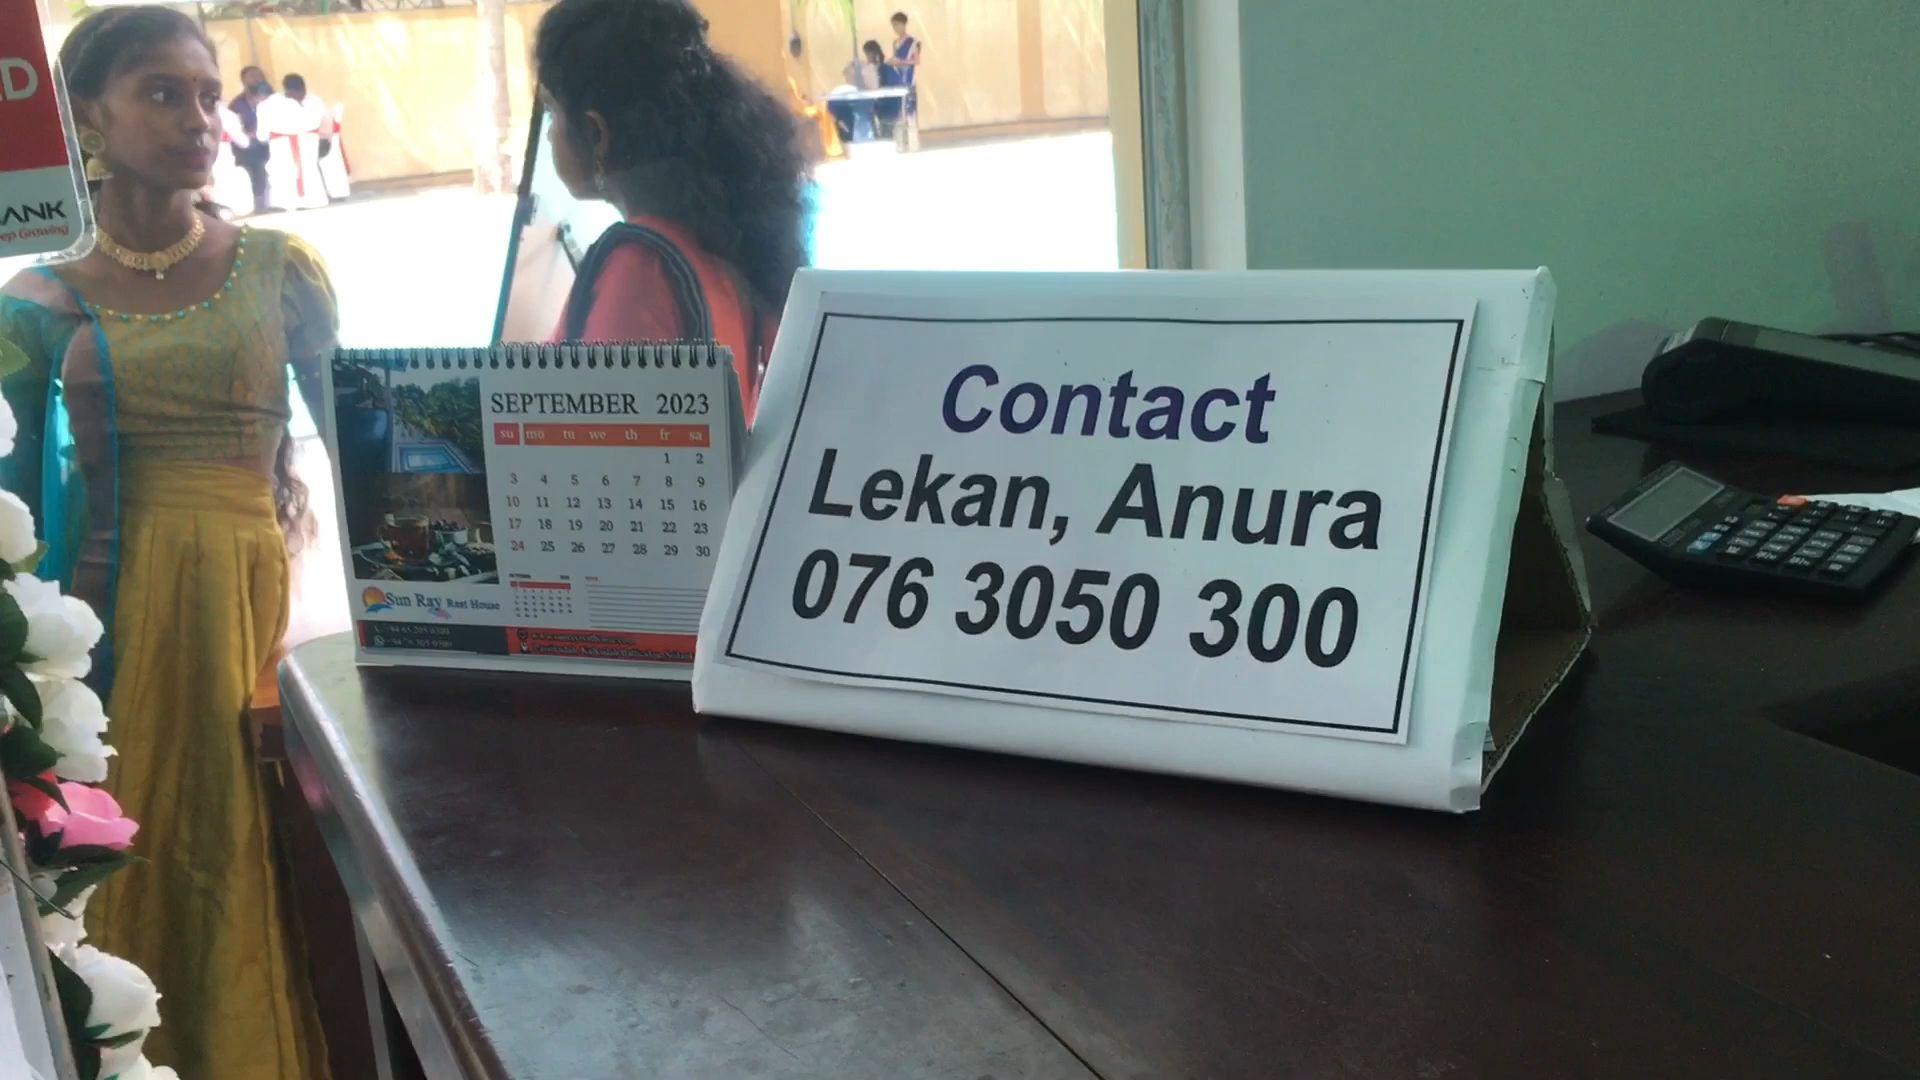 D
ANK
eep Growing
SEPTEMBER 2023
su mo tu we th fr sa
1 2
3 4 5 6 7 8 9
10 11 12 13 14 15 16
17 18 19 20 21 22 23
24 25 26 27 28 29 30
Sun Ray Rest House
Contact
Lekan, Anura
076 3050 300